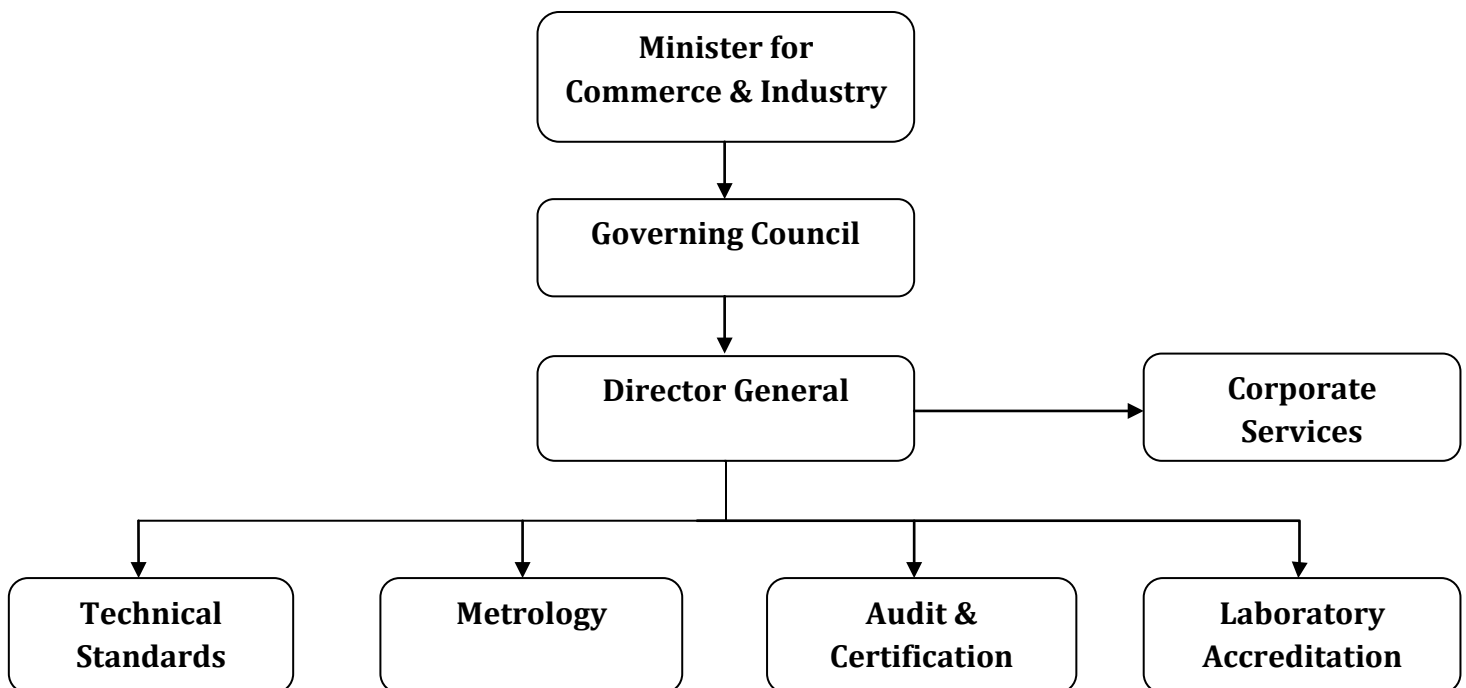 Minister for
Commerce & Industry
Governing Council
Director General
Corporate
Services
Technical
Standards
Metrology
Audit &
Certification
Laboratory
Accreditation